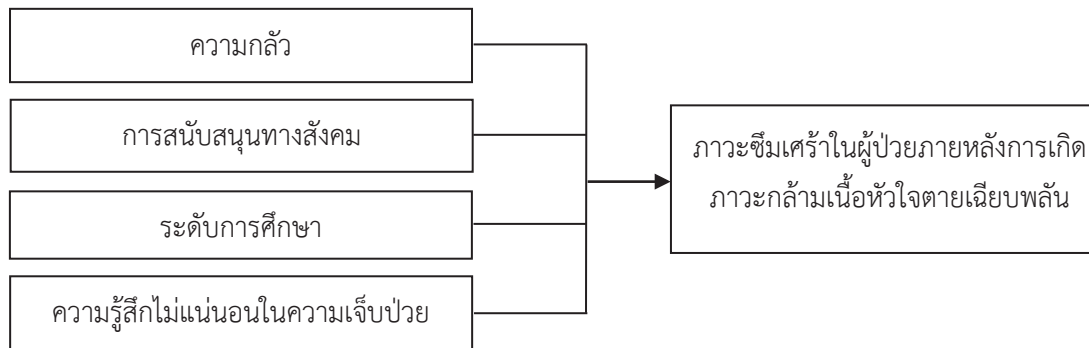 ความกลัว
การสนับสนุนทางสังคม
ระดับการศึกษา
ความรู้สึกไม่แน่นอนในความเจ็บป่วย
ภาวะซึมเศร้าในผู้ป่วยภายหลังการเกิด
ภาวะกล้ามเนื้อหัวใจตายเฉียบพลัน